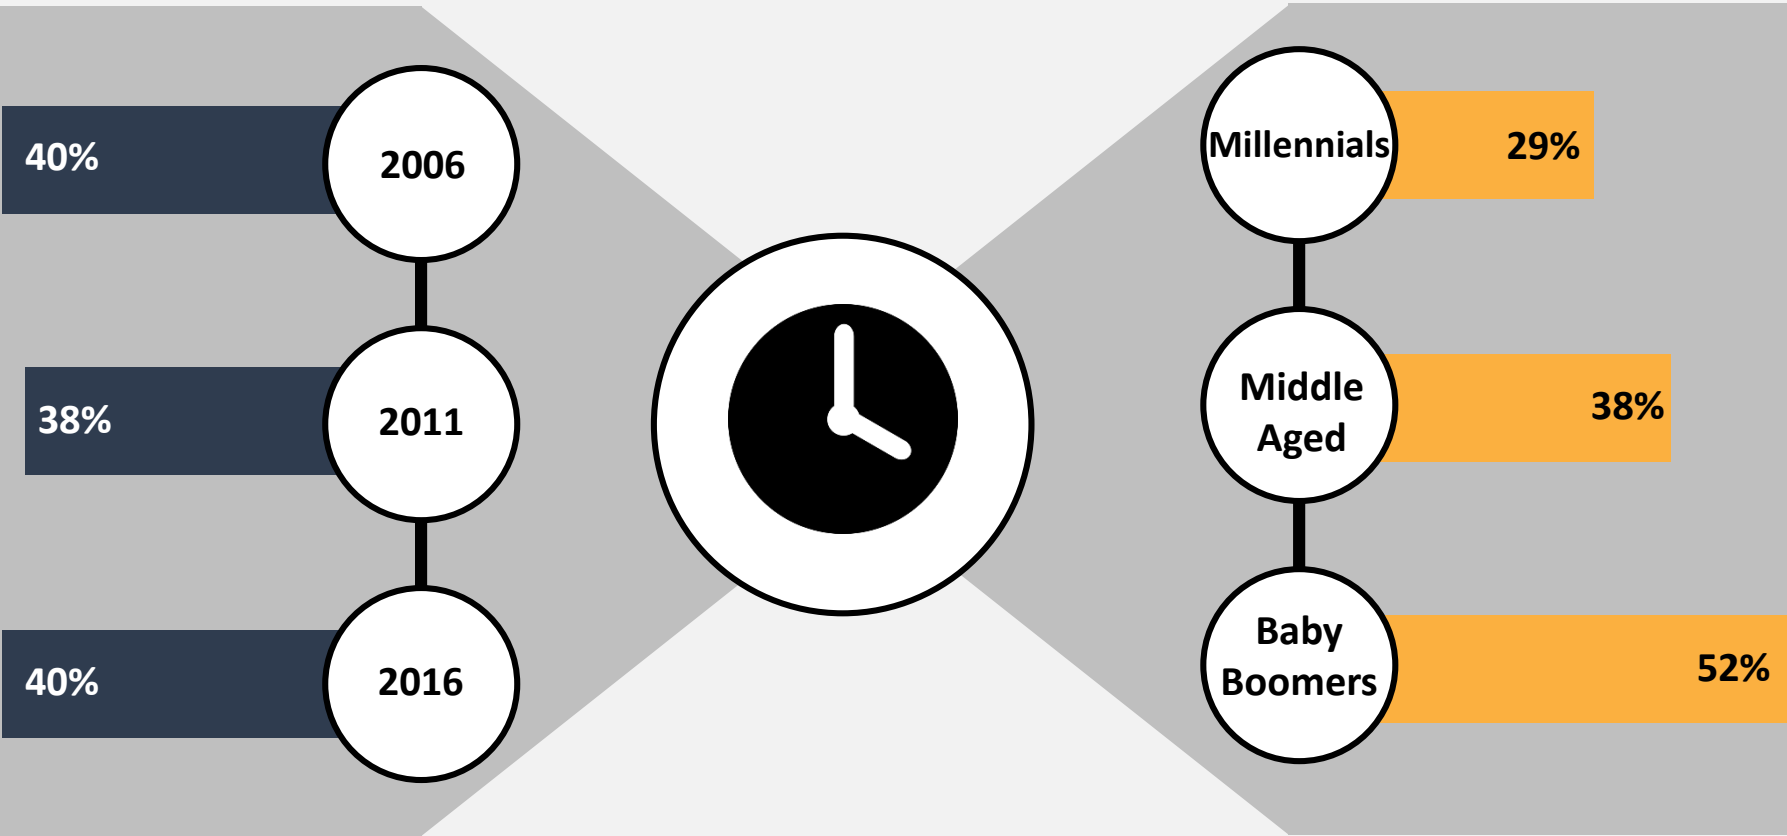 40%
2006
38%
2011
40%
2016
Millennials
29%
Middle
Aged
38%
Baby
Boomers
52%